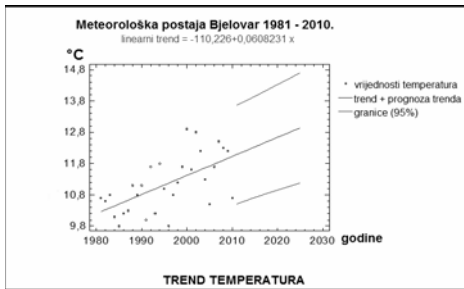 Meteorološka postaja Bjelovar 1981 - 2010.
linearni trend = -110,226+0,0608231 x
°C
14,8
13,8
12,8
11,8
10,8
9,8
1980 1990 2000 2010 2020 2030
godine
vrijednosti temperatura
trend + prognoza trenda
granice (95%)
TREND TEMPERATURA